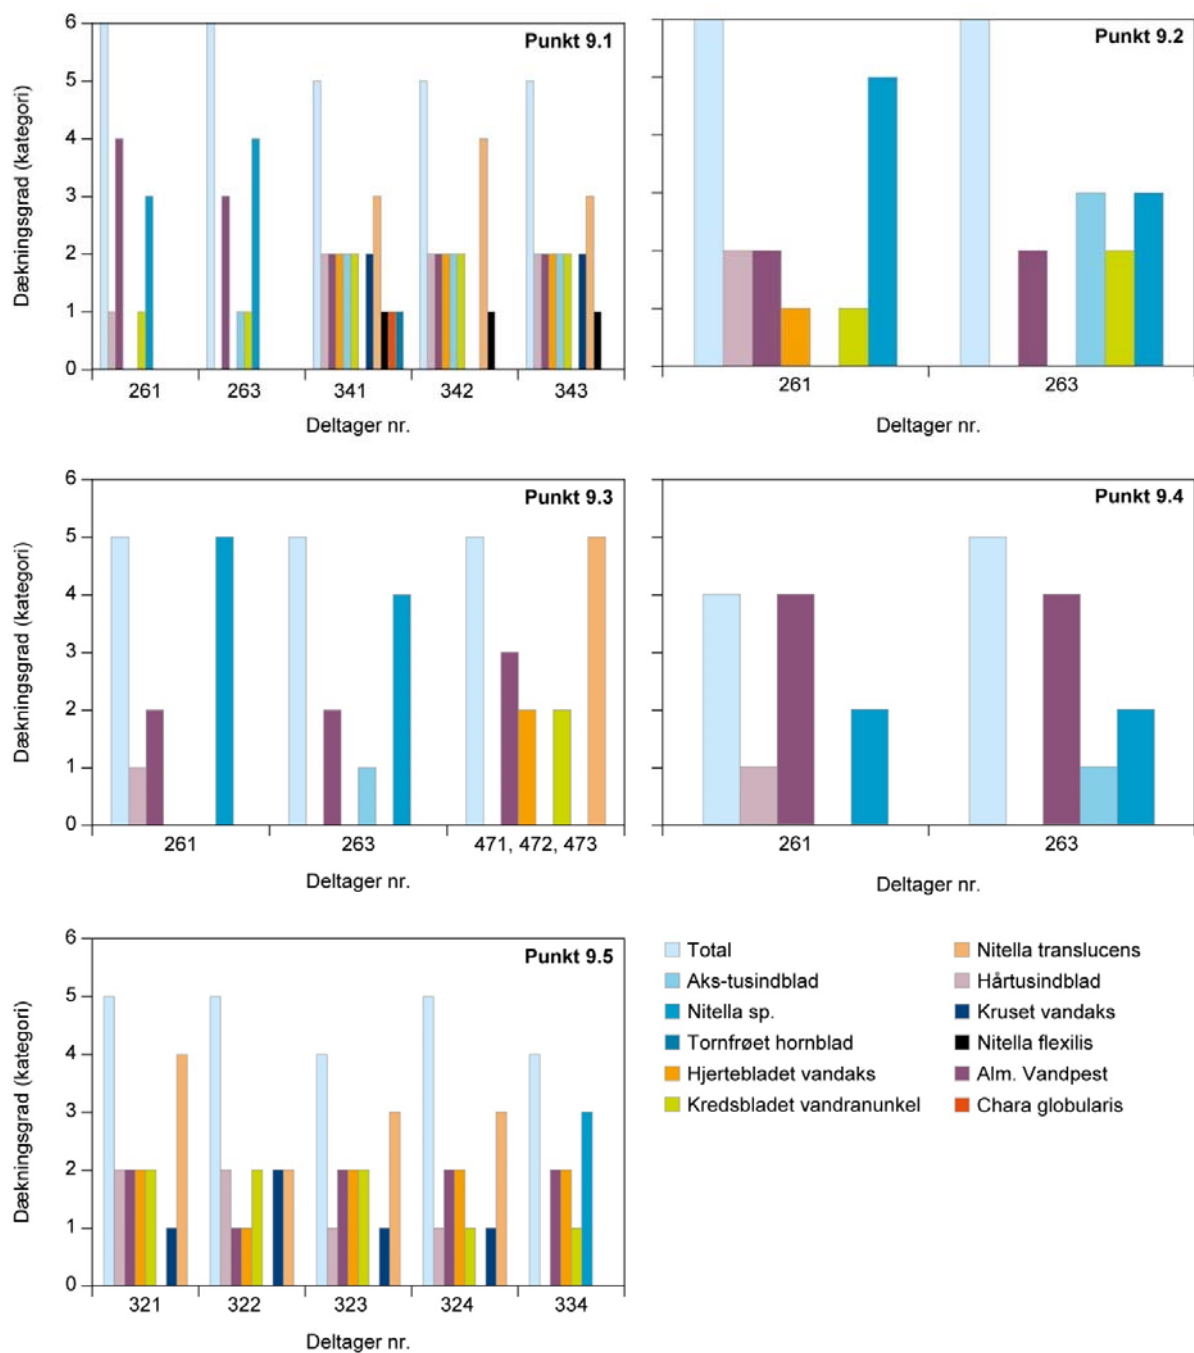 Punkt 9.1
Dækningsgrad (kategori)
6
5
4
3
2
1
0
261 263 341 342 343
Deltager nr.
Punkt 9.2
261 263
Deltager nr.
Punkt 9.3
Dækningsgrad (kategori)
6
5
4
3
2
1
0
261 263 471, 472, 473
Deltager nr.
Punkt 9.4
261 263
Deltager nr.
Punkt 9.5
Dækningsgrad (kategori)
6
5
4
3
2
1
0
321 322 323 324 334
Deltager nr.
Total
Aks-tusindblad
Nitella sp.
Tornfrøet hornblad
Hjertebladet vandaks
Kredsbladet vandranunkel
Nitella translucens
Hårtusindblad
Kruset vandaks
Nitella flexilis
Alm. Vandpest
Chara globularis